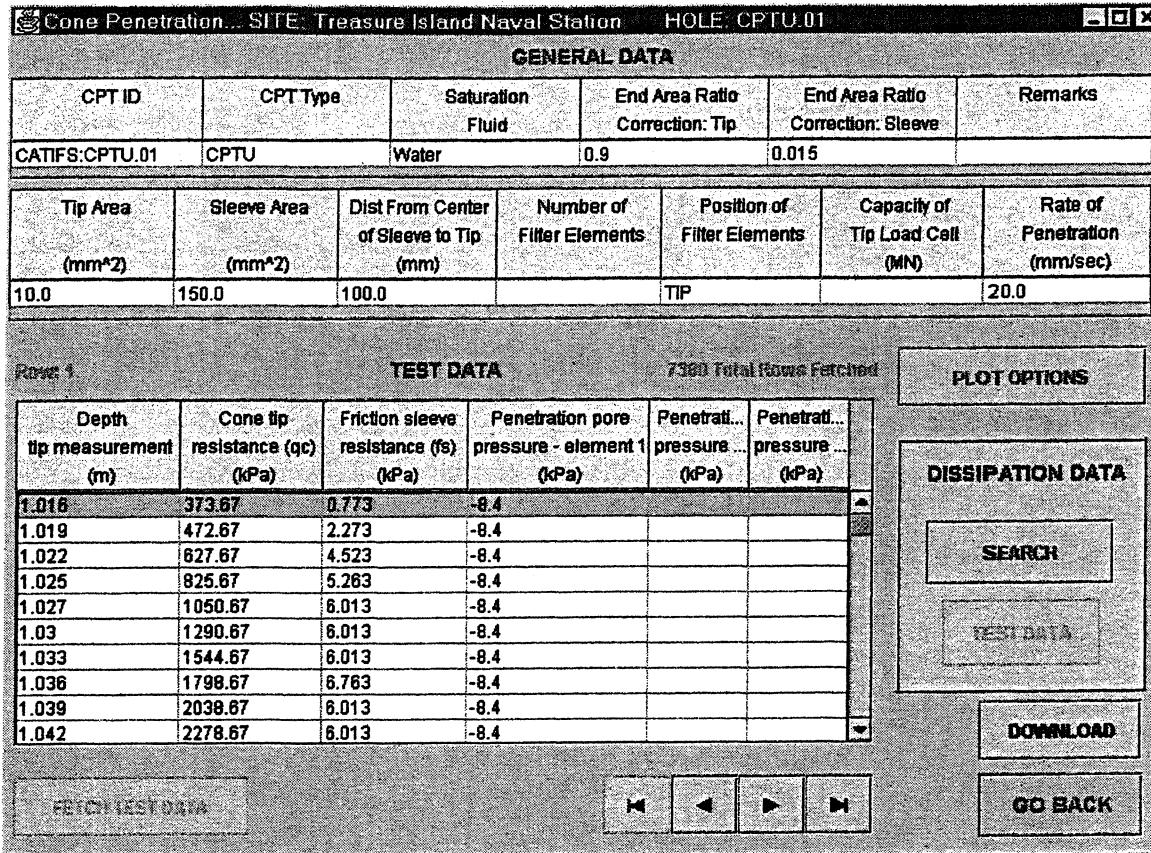 Cone Penetration... SITE: Treasure Island Naval Station HOLE: CPTU.01
GENERAL DATA
CPT ID CPT Type Saturation Fluid End Area Ratio Correction: Tip End Area Ratio Correction: Sleeve Remarks
CATIFS:CPTU.01 CPTU Water 0.9 0.015
Tip Area (mm^2) Sleeve Area (mm^2) Dist From Center of Sleeve to Tip (mm) Number of Filter Elements Position of Filter Elements Capacity of Tip Load Cell (MN) Rate of Penetration (mm/sec)
10.0 150.0 100.0 TIP 20.0
Row: 1 TEST DATA 7380 Total Rows Fetched
Depth tip measurement (m) Cone tip resistance (qc) (kPa) Friction sleeve resistance (fs) (kPa) Penetration pore pressure - element 1 (kPa) Penetrati... pressure ... (kPa) Penetrati... pressure ... (kPa)
1.016 373.67 0.773 -8.4
1.019 472.67 2.273 -8.4
1.022 627.67 4.523 -8.4
1.025 825.67 5.263 -8.4
1.027 1050.67 6.013 -8.4
1.03 1290.67 6.013 -8.4
1.033 1544.67 6.013 -8.4
1.036 1798.67 6.763 -8.4
1.039 2038.67 6.013 -8.4
1.042 2278.67 6.013 -8.4
FETCH TEST DATA
PLOT OPTIONS
DISSIPATION DATA
SEARCH
TEST DATA
DOWNLOAD
GO BACK